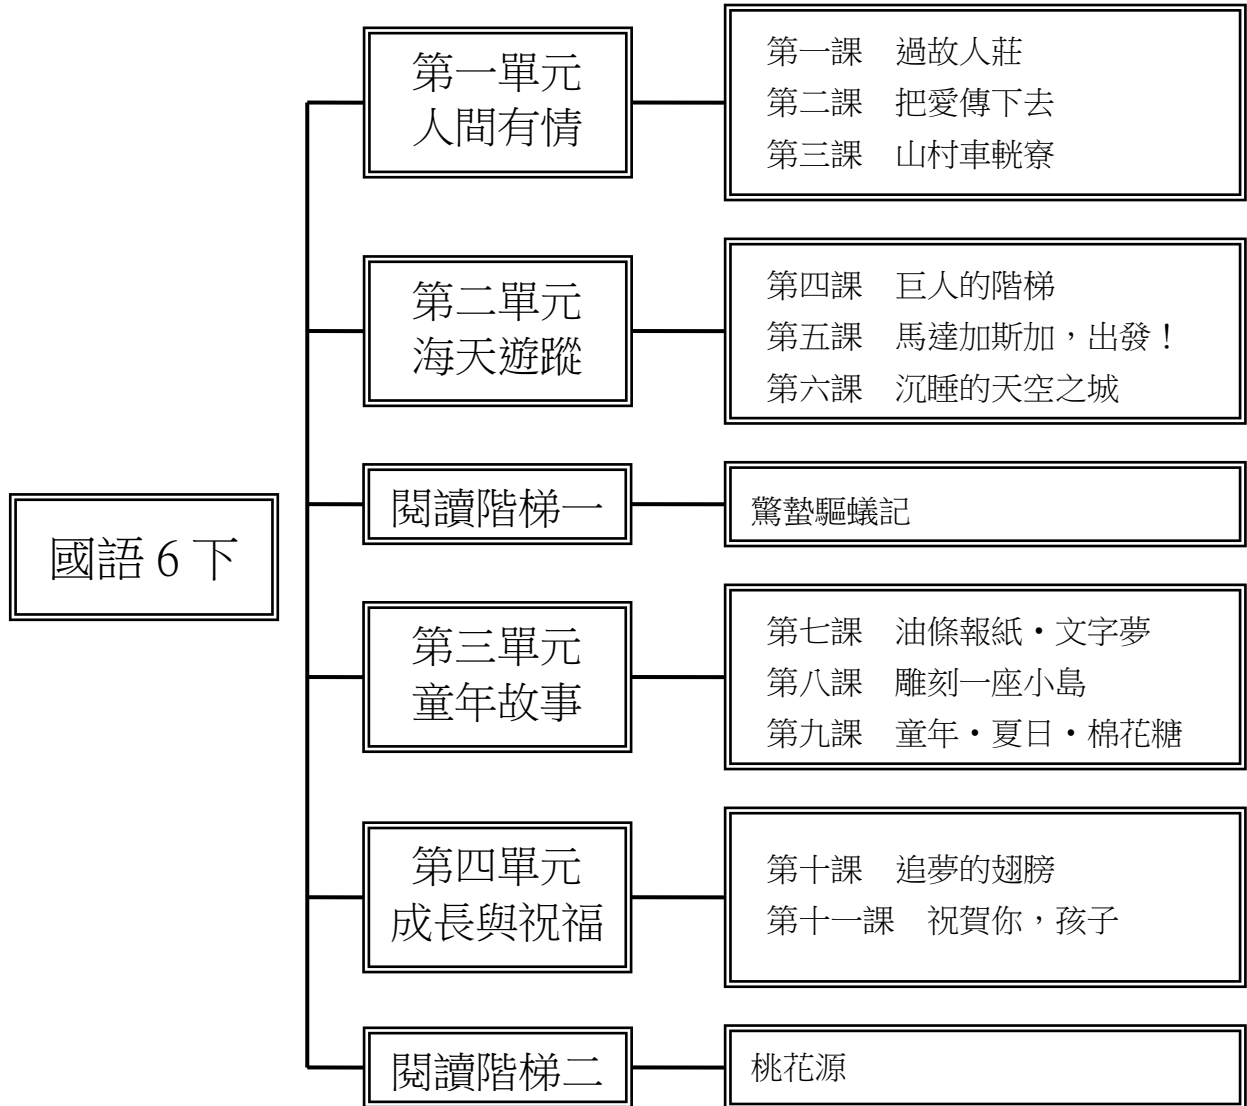 國語6下
第一單元
人間有情
第一課　過故人莊
第二課　把愛傳下去
第三課　山村車輄寮
第二單元
海天遊蹤
第四課　巨人的階梯
第五課　馬達加斯加，出發！
第六課　沉睡的天空之城
閱讀階梯一
驚蟄驅蟻記
第三單元
童年故事
第七課　油條報紙・文字夢
第八課　雕刻一座小島
第九課　童年・夏日・棉花糖
第四單元
成長與祝福
第十課　追夢的翅膀
第十一課　祝賀你，孩子
閱讀階梯二
桃花源